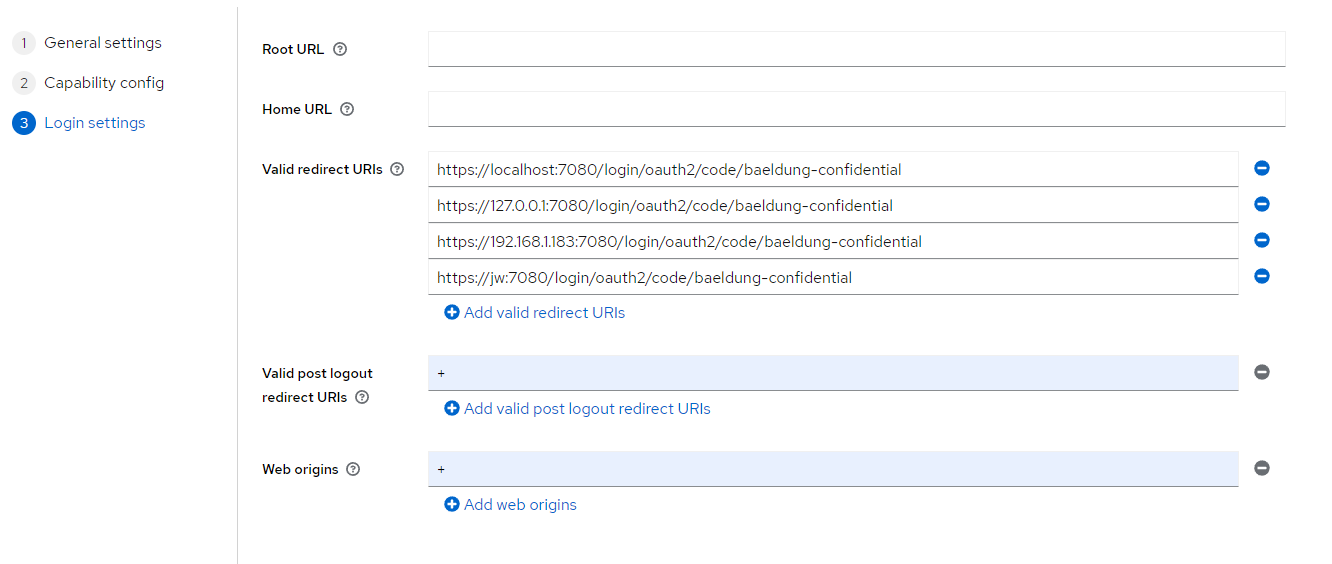 1 General settings
2 Capability config
3 Login settings
Root URL
Home URL
Valid redirect URIs
https://localhost:7080/login/oauth2/code/baeldung-confidential
https://127.0.0.1:7080/login/oauth2/code/baeldung-confidential
https://192.168.1.183:7080/login/oauth2/code/baeldung-confidential
https://jw:7080/login/oauth2/code/baeldung-confidential
Add valid redirect URIs
Valid post logout
redirect URIs
+
Add valid post logout redirect URIs
Web origins
+
Add web origins